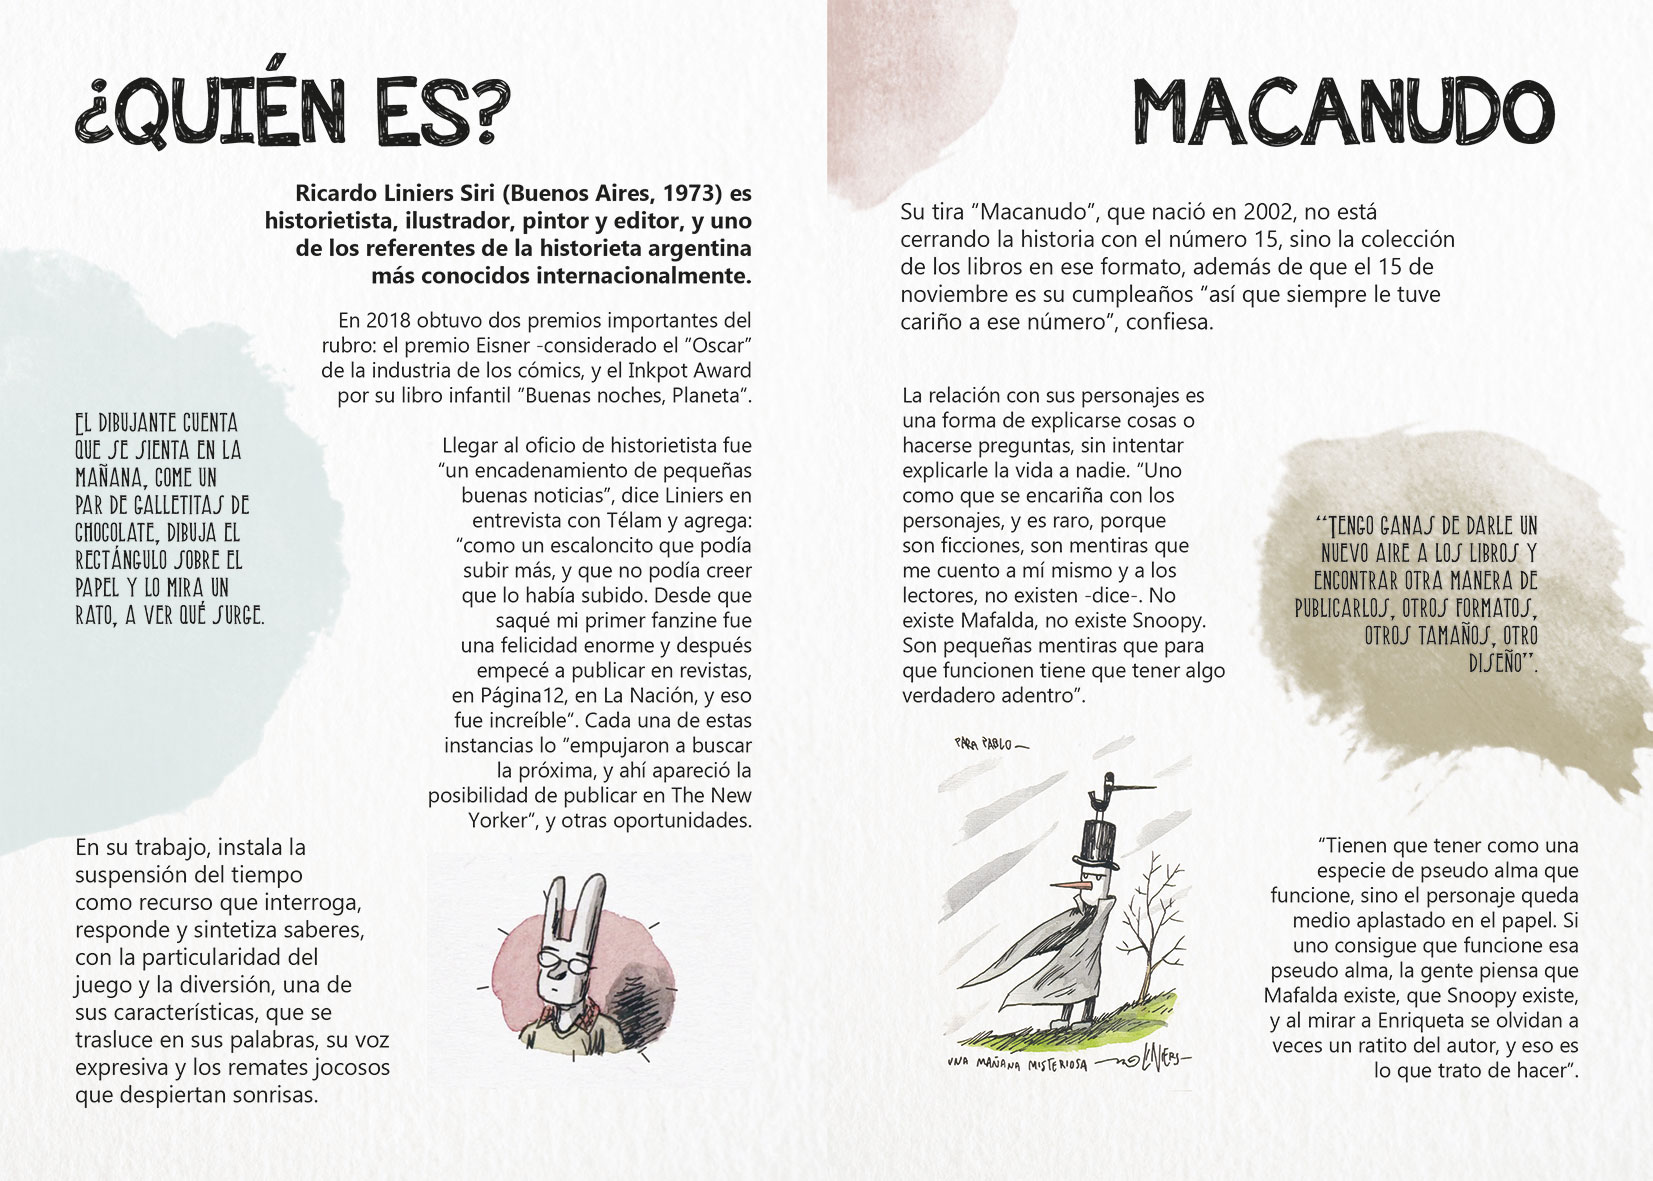 ¿QUIÉN ES?
Ricardo Liniers Siri (Buenos Aires, 1973) es
historietista, ilustrador, pintor y editor, y uno
de los referentes de la historieta argentina
más conocidos internacionalmente.
En 2018 obtuvo dos premios importantes del
rubro: el premio Eisner -considerado el “Oscar”
de la industria de los cómics, y el Inkpot Award
por su libro infantil “Buenas noches, Planeta”.
EL DIBUJANTE CUENTA
QUE SE SIENTA EN LA
MAÑANA, COME UN
PAR DE GALLETITAS DE
CHOCOLATE, DIBUJA EL
RECTÁNGULO SOBRE EL
PAPEL Y LO MIRA UN
RATO, A VER QUÉ SURGE.
Llegar al oficio de historietista fue
“un encadenamiento de pequeñas
buenas noticias”, dice Liniers en
entrevista con Télam y agrega:
“como un escaloncito que podía
subir más, y que no podía creer
que lo había subido. Desde que
saqué mi primer fanzine fue
una felicidad enorme y después
empecé a publicar en revistas,
en Página12, en La Nación, y eso
fue increíble”. Cada una de estas
instancias lo “empujaron a buscar
la próxima, y ahí apareció la
posibilidad de publicar en The New
Yorker”, y otras oportunidades.
En su trabajo, instala la
suspensión del tiempo
como recurso que interroga,
responde y sintetiza saberes,
con la particularidad del
juego y la diversión, una de
sus características, que se
trasluce en sus palabras, su voz
expresiva y los remates jocosos
que despiertan sonrisas.
MACANUDO
Su tira “Macanudo”, que nació en 2002, no está
cerrando la historia con el número 15, sino la colección
de los libros en ese formato, además de que el 15 de
noviembre es su cumpleaños “así que siempre le tuve
cariño a ese número”, confiesa.
La relación con sus personajes es
una forma de explicarse cosas o
hacerse preguntas, sin intentar
explicarle la vida a nadie. “Uno
como que se encariña con los
personajes, y es raro, porque
son ficciones, son mentiras que
me cuento a mí mismo y a los
lectores, no existen -dice-. No
existe Mafalda, no existe Snoopy.
Son pequeñas mentiras que para
que funcionen tiene que tener algo
verdadero adentro”.
“TENGO GANAS DE DARLE UN
NUEVO AIRE A LOS LIBROS Y
ENCONTRAR OTRA MANERA DE
PUBLICARLOS, OTROS FORMATOS,
OTROS TAMAÑOS, OTRO
DISEÑO”.
PARA PABLO—
UNA MAÑANA MISTERIOSA
LINIERS—
“Tienen que tener como una
especie de pseudo alma que
funcione, sino el personaje queda
medio aplastado en el papel. Si
uno consigue que funcione esa
pseudo alma, la gente piensa que
Mafalda existe, que Snoopy existe,
y al mirar a Enriqueta se olvidan a
veces un ratito del autor, y eso es
lo que trato de hacer”.